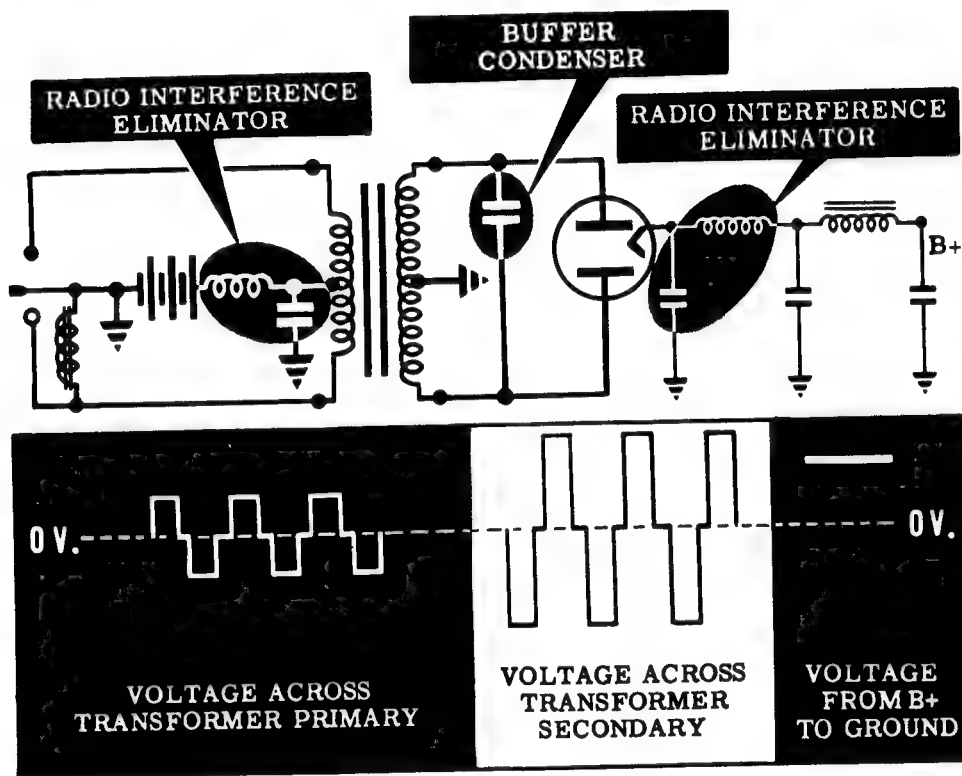 BUFFER
CONDENSER
RADIO INTERFERENCE
ELIMINATOR
RADIO INTERFERENCE
ELIMINATOR
B+
0 V.
0 V.
VOLTAGE ACROSS
TRANSFORMER PRIMARY
VOLTAGE ACROSS
TRANSFORMER
SECONDARY
VOLTAGE
FROM B+
TO GROUND